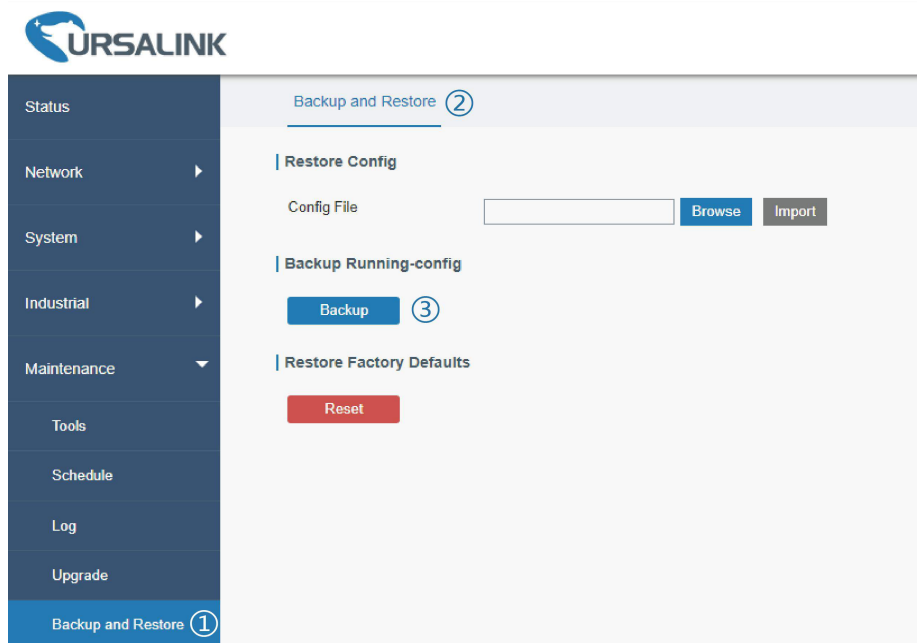 URSALINK
Status
Network
System
Industrial
Maintenance
Tools
Schedule
Log
Upgrade
Backup and Restore ①
Backup and Restore ②
Restore Config
Config File
Browse
Import
Backup Running-config
Backup ③
Restore Factory Defaults
Reset